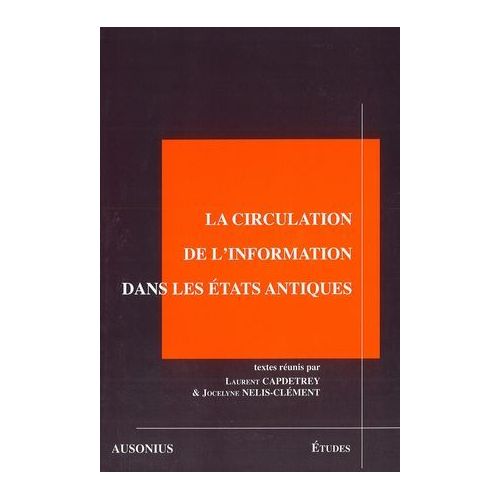 LA CIRCULATION
DE L'INFORMATION
DANS LES ÉTATS ANTIQUES
textes réunis par
LAURENT CAPDETREY
& JOCELYNE NELIS-CLÉMENT
AUSONIUS ÉTUDES